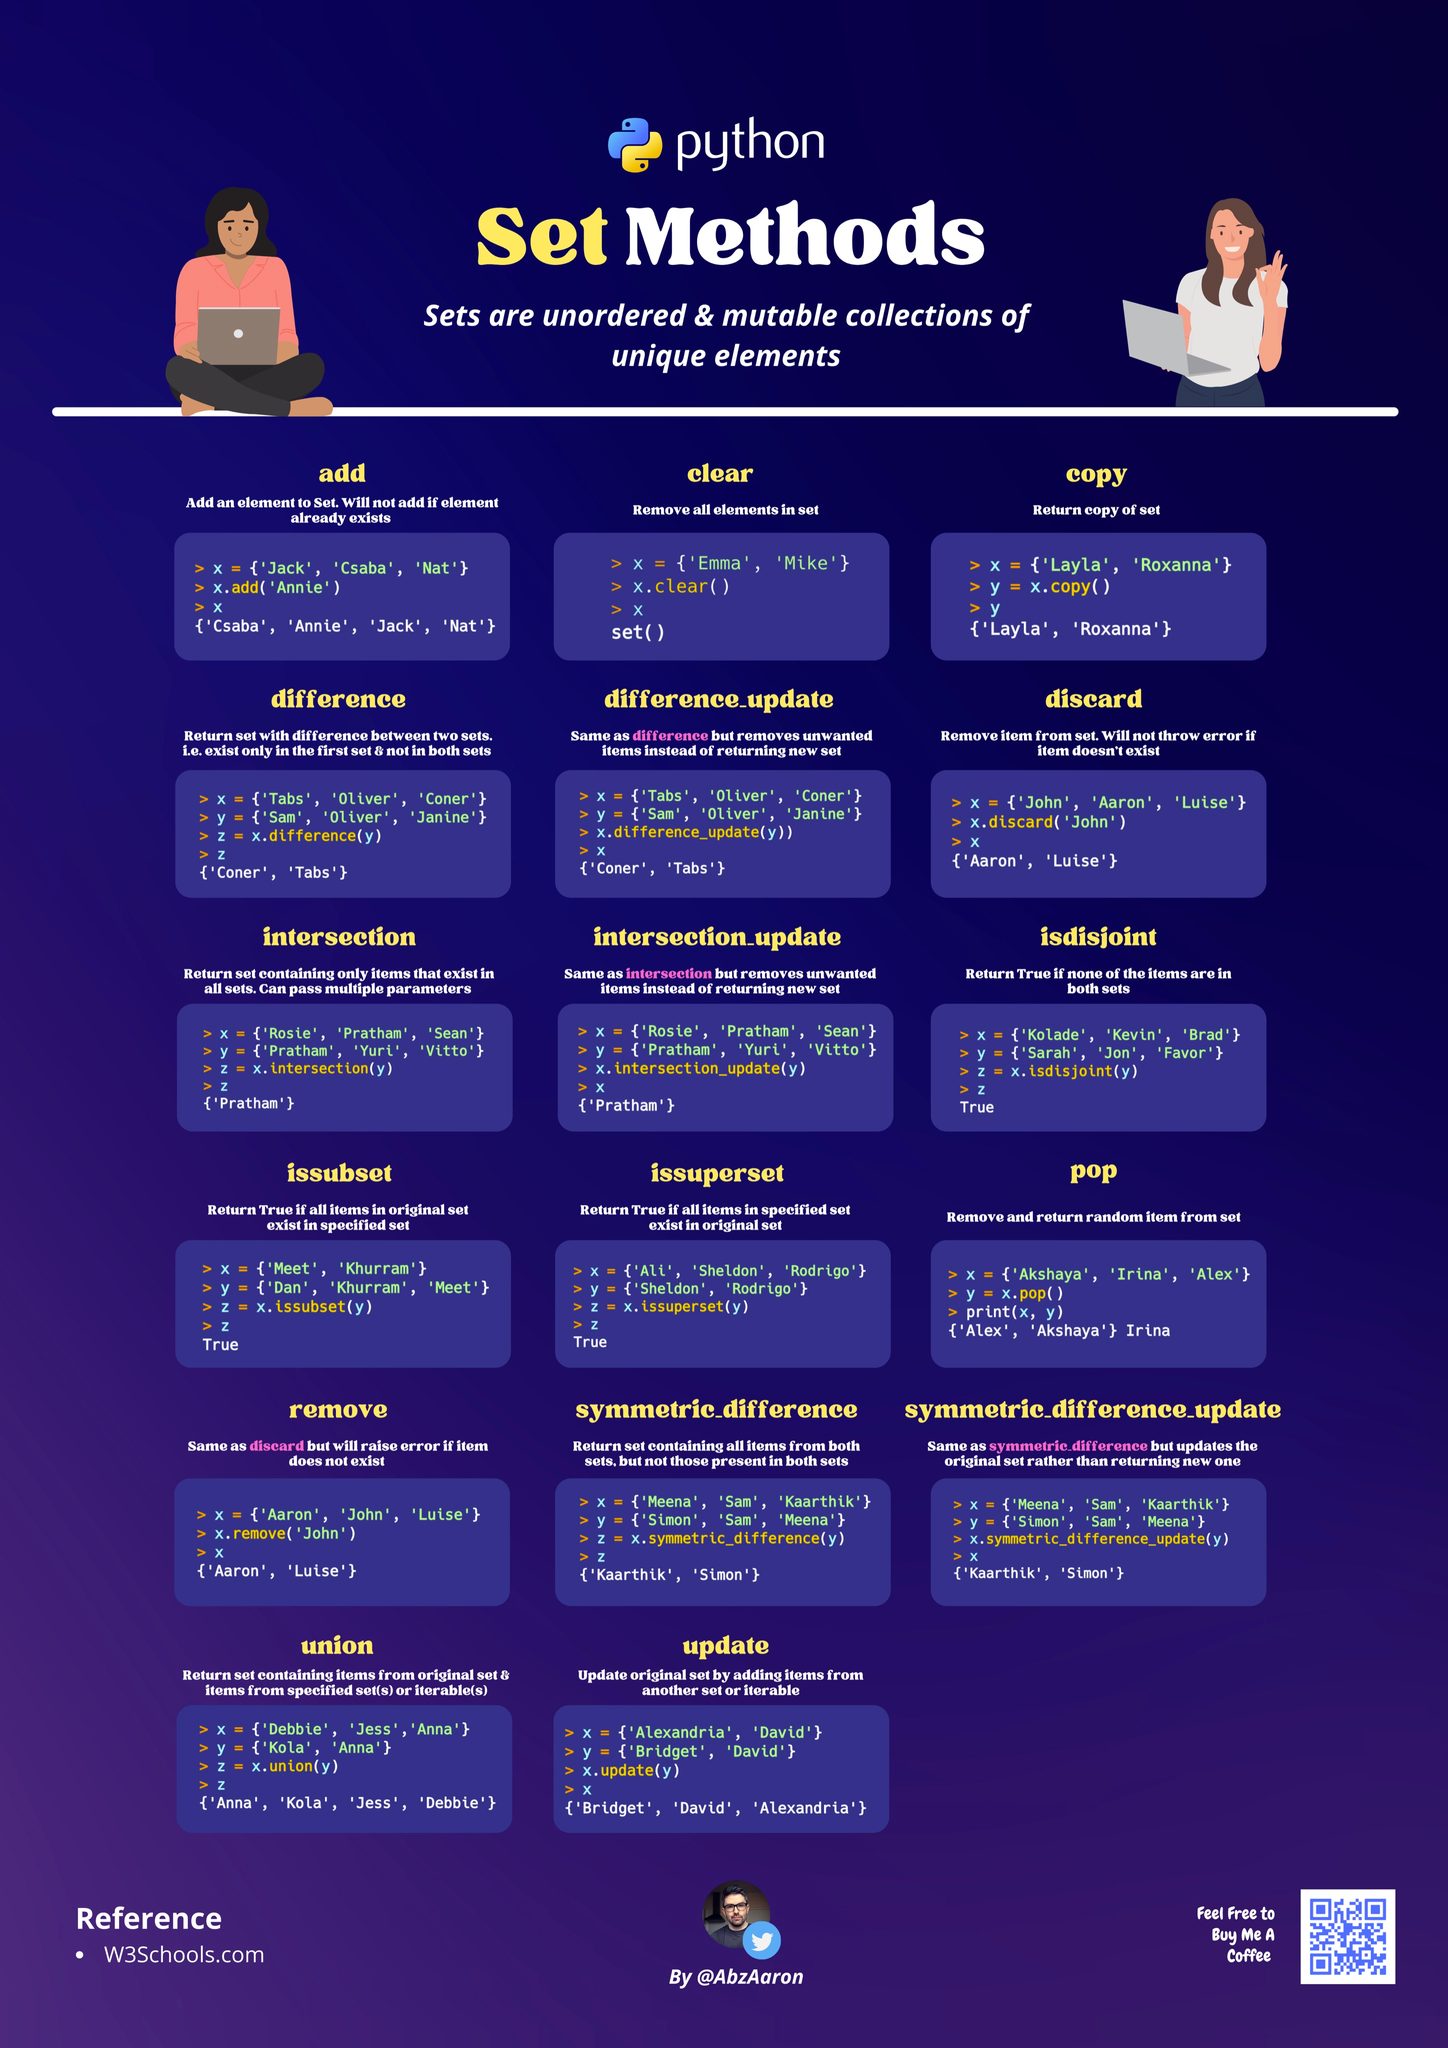 python
Set Methods
Sets are unordered & mutable collections of
unique elements
add
Add an element to Set. Will not add if element
already exists
> x = {'Jack', 'Csaba', 'Nat'}
> x.add('Annie')
> x
{'Csaba', 'Annie', 'Jack', 'Nat'}
clear
Remove all elements in set
> x = {'Emma', 'Mike'}
> x.clear()
> x
set()
copy
Return copy of set
> x = {'Layla', 'Roxanna'}
> y = x.copy()
> y
{'Layla', 'Roxanna'}
difference
Return set with difference between two sets.
i.e. exist only in the first set & not in both sets
> x = {'Tabs', 'Oliver', 'Coner'}
> y = {'Sam', 'Oliver', 'Janine'}
> z = x.difference(y)
> z
{'Coner', 'Tabs'}
difference_update
Same as difference but removes unwanted
items instead of returning new set
> x = {'Tabs', 'Oliver', 'Coner'}
> y = {'Sam', 'Oliver', 'Janine'}
> x.difference_update(y))
> x
{'Coner', 'Tabs'}
discard
Remove item from set. Will not throw error if
item doesn't exist
> x = {'John', 'Aaron', 'Luise'}
> x.discard('John')
> x
{'Aaron', 'Luise'}
intersection
Return set containing only items that exist in
all sets. Can pass multiple parameters
> x = {'Rosie', 'Pratham', 'Sean'}
> y = {'Pratham', 'Yuri', 'Vitto'}
> z = x.intersection(y)
> z
{'Pratham'}
intersection_update
Same as intersection but removes unwanted
items instead of returning new set
> x = {'Rosie', 'Pratham', 'Sean'}
> y = {'Pratham', 'Yuri', 'Vitto'}
> x.intersection_update(y)
> x
{'Pratham'}
isdisjoint
Return True if none of the items are in
both sets
> x = {'Kolade', 'Kevin', 'Brad'}
> y = {'Sarah', 'Jon', 'Favor'}
> z = x.isdisjoint(y)
> z
True
issubset
Return True if all items in original set
exist in specified set
> x = {'Meet', 'Khurram'}
> y = {'Dan', 'Khurram', 'Meet'}
> z = x.issubset(y)
> z
True
issuperset
Return True if all items in specified set
exist in original set
> x = {'Ali', 'Sheldon', 'Rodrigo'}
> y = {'Sheldon', 'Rodrigo'}
> z = x.issuperset(y)
> z
True
pop
Remove and return random item from set
> x = {'Akshaya', 'Irina', 'Alex'}
> y = x.pop()
> print(x, y)
{'Alex', 'Akshaya'} Irina
remove
Same as discard but will raise error if item
does not exist
> x = {'Aaron', 'John', 'Luise'}
> x.remove('John')
> x
{'Aaron', 'Luise'}
symmetric_difference
Return set containing all items from both
sets, but not those present in both sets
> x = {'Meena', 'Sam', 'Kaarthik'}
> y = {'Simon', 'Sam', 'Meena'}
> z = x.symmetric_difference(y)
> z
{'Kaarthik', 'Simon'}
symmetric_difference_update
Same as symmetric_difference but updates the
original set rather than returning new one
> x = {'Meena', 'Sam', 'Kaarthik'}
> y = {'Simon', 'Sam', 'Meena'}
> x.symmetric_difference_update(y)
> x
{'Kaarthik', 'Simon'}
union
Return set containing items from original set &
items from specified set(s) or iterable(s)
> x = {'Debbie', 'Jess','Anna'}
> y = {'Kola', 'Anna'}
> z = x.union(y)
> z
{'Anna', 'Kola', 'Jess', 'Debbie'}
update
Update original set by adding items from
another set or iterable
> x = {'Alexandria', 'David'}
> y = {'Bridget', 'David'}
> x.update(y)
> x
{'Bridget', 'David', 'Alexandria'}
Reference
• W3Schools.com
By @AbzAaron
Feel Free to
Buy Me A
Coffee